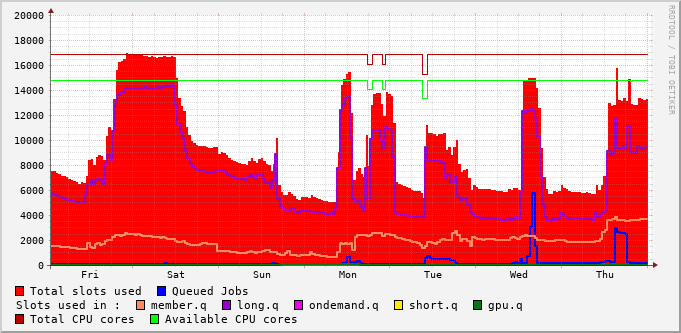 20000
18000
16000
14000
12000
10000
8000
6000
4000
2000
0
Fri Sat Sun Mon Tue Wed Thu
RRDTOOL / TOBI OETIKER
Total slots used Queued Jobs
Slots used in : member.q long.q ondemand.q short.q gpu.q
Total CPU cores Available CPU cores